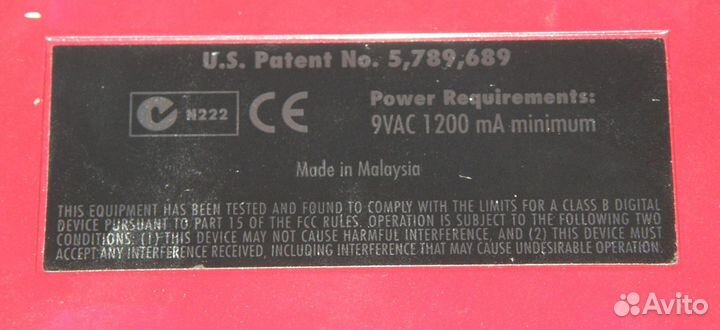 U.S. Patent No. 5,789,689
N222 CE Power Requirements:
9VAC 1200 mA minimum
Made in Malaysia
THIS EQUIPMENT HAS BEEN TESTED AND FOUND TO COMPLY WITH THE LIMITS FOR A CLASS B DIGITAL
DEVICE PURSUANT TO PART 15 OF THE FCC RULES. OPERATION IS SUBJECT TO THE FOLLOWING TWO
CONDITIONS: (1) THIS DEVICE MAY NOT CAUSE HARMFUL INTERFERENCE, AND (2) THIS DEVICE MUST
ACCEPT ANY INTERFERENCE RECEIVED, INCLUDING INTERFERENCE THAT MAY CAUSE UNDESIRABLE OPERATION.
Avito